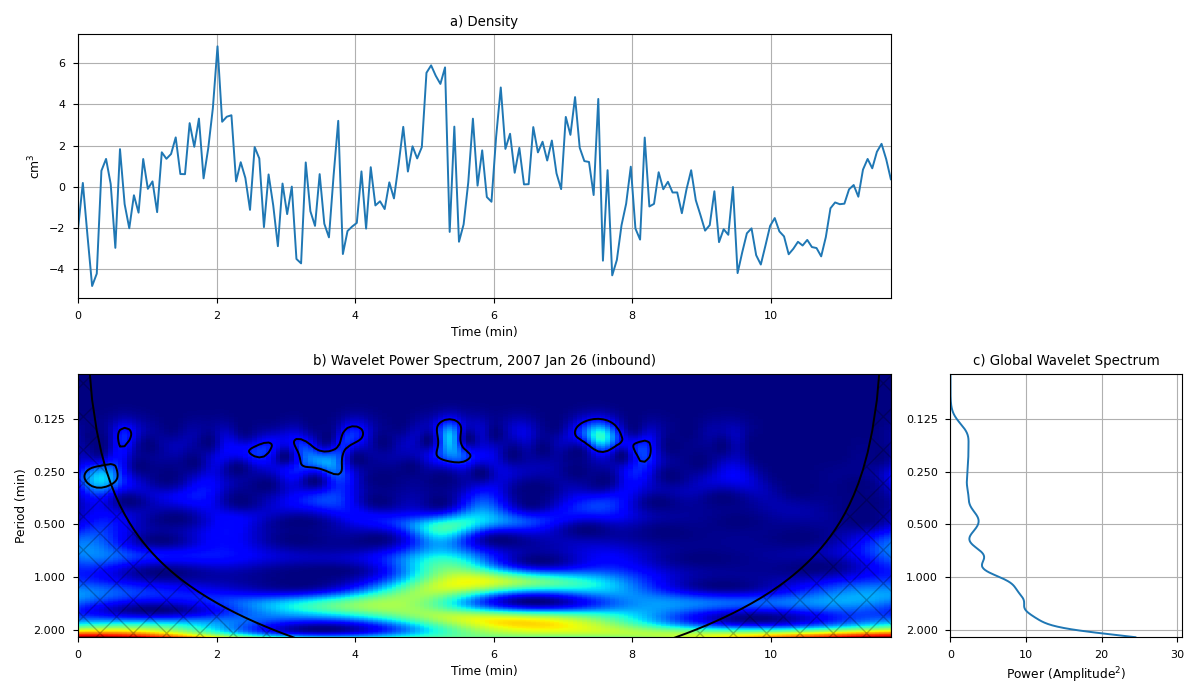 a) Density
cm³
6
4
2
0
−2
−4
0 2 4 6 8 10
Time (min)
b) Wavelet Power Spectrum, 2007 Jan 26 (inbound)
Period (min)
0.125
0.250
0.500
1.000
2.000
0 2 4 6 8 10
Time (min)
c) Global Wavelet Spectrum
0.125
0.250
0.500
1.000
2.000
0 10 20 30
Power (Amplitude²)